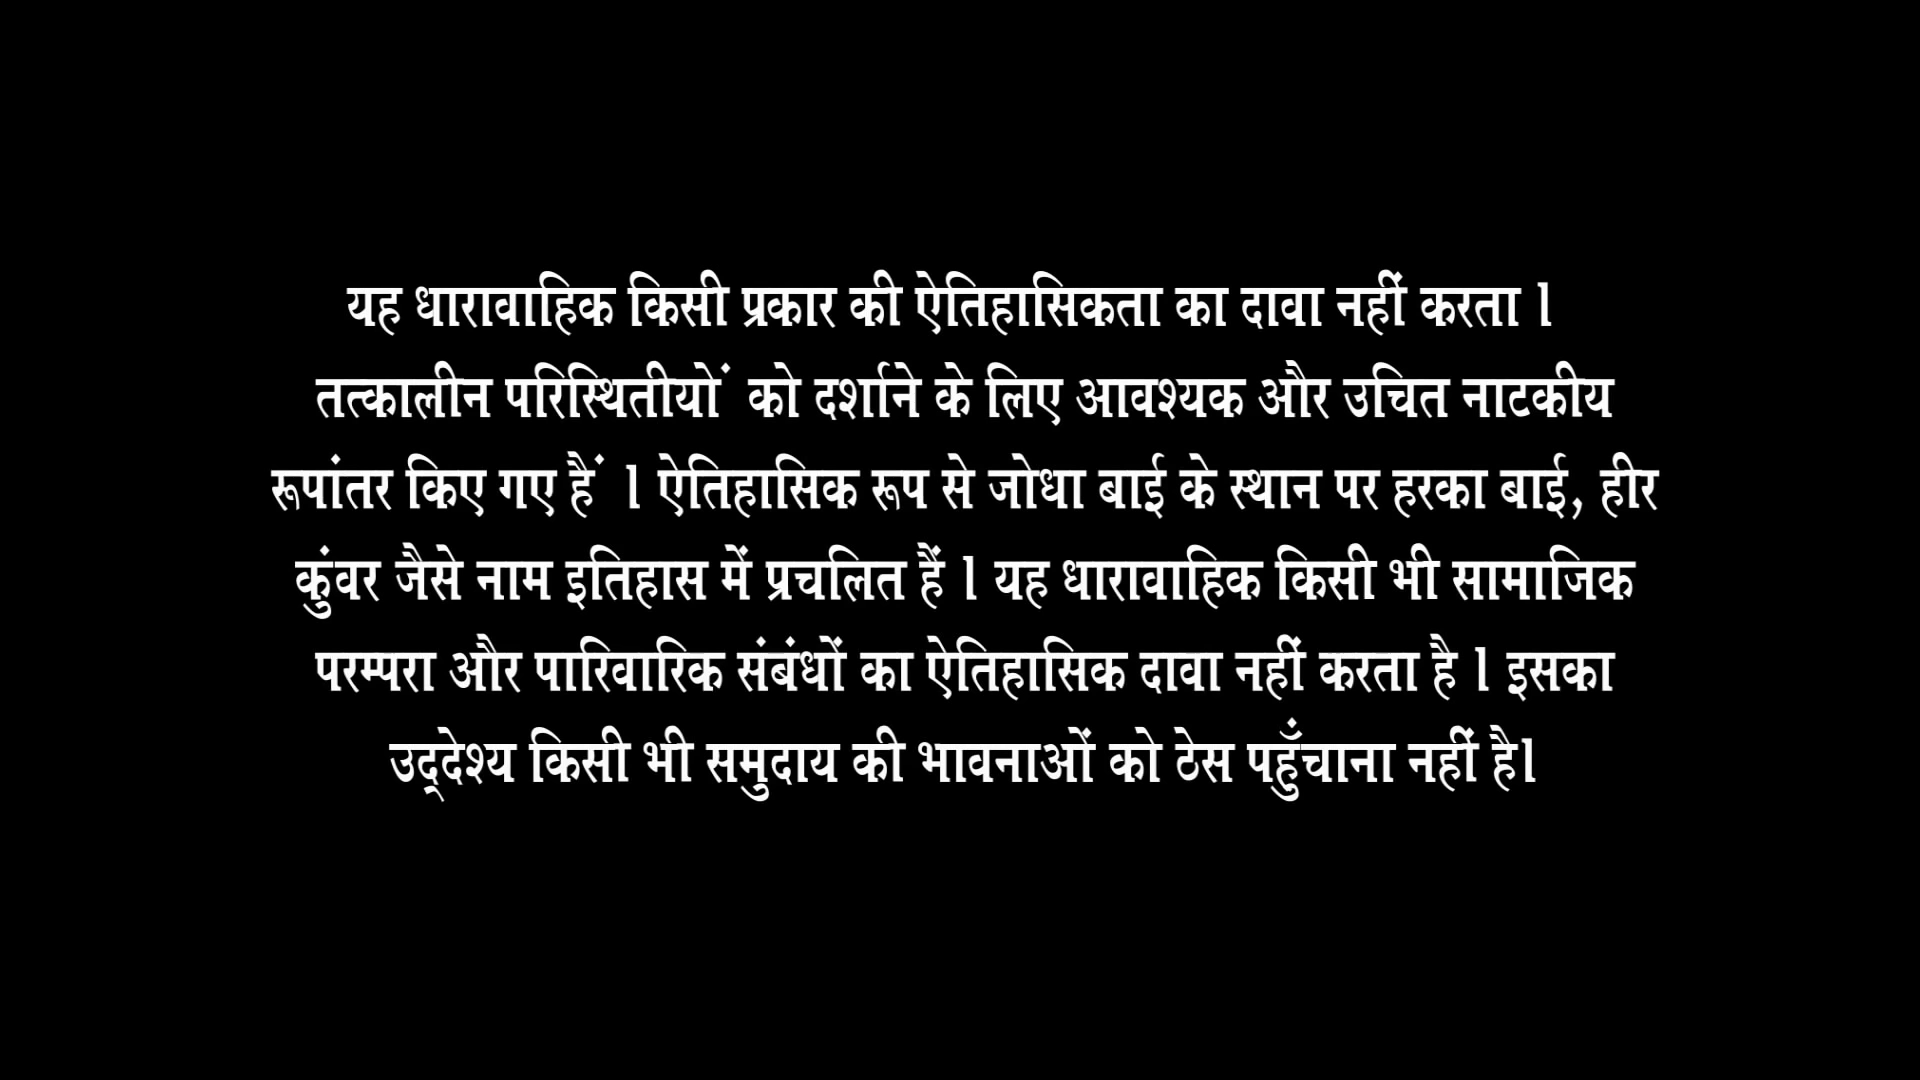 यह धारावाहिक किसी प्रकार की ऐतिहासिकता का दावा नहीं करता l
तत्कालीन परिस्थितीयों को दर्शाने के लिए आवश्यक और उचित नाटकीय
रूपांतर किए गए हैं l ऐतिहासिक रूप से जोधा बाई के स्थान पर हरका बाई, हीर
कुंवर जैसे नाम इतिहास में प्रचलित हैं l यह धारावाहिक किसी भी सामाजिक
परम्परा और पारिवारिक संबंधों का ऐतिहासिक दावा नहीं करता है l इसका
उद्‌देश्य किसी भी समुदाय की भावनाओं को ठेस पहुँचाना नहीं है।